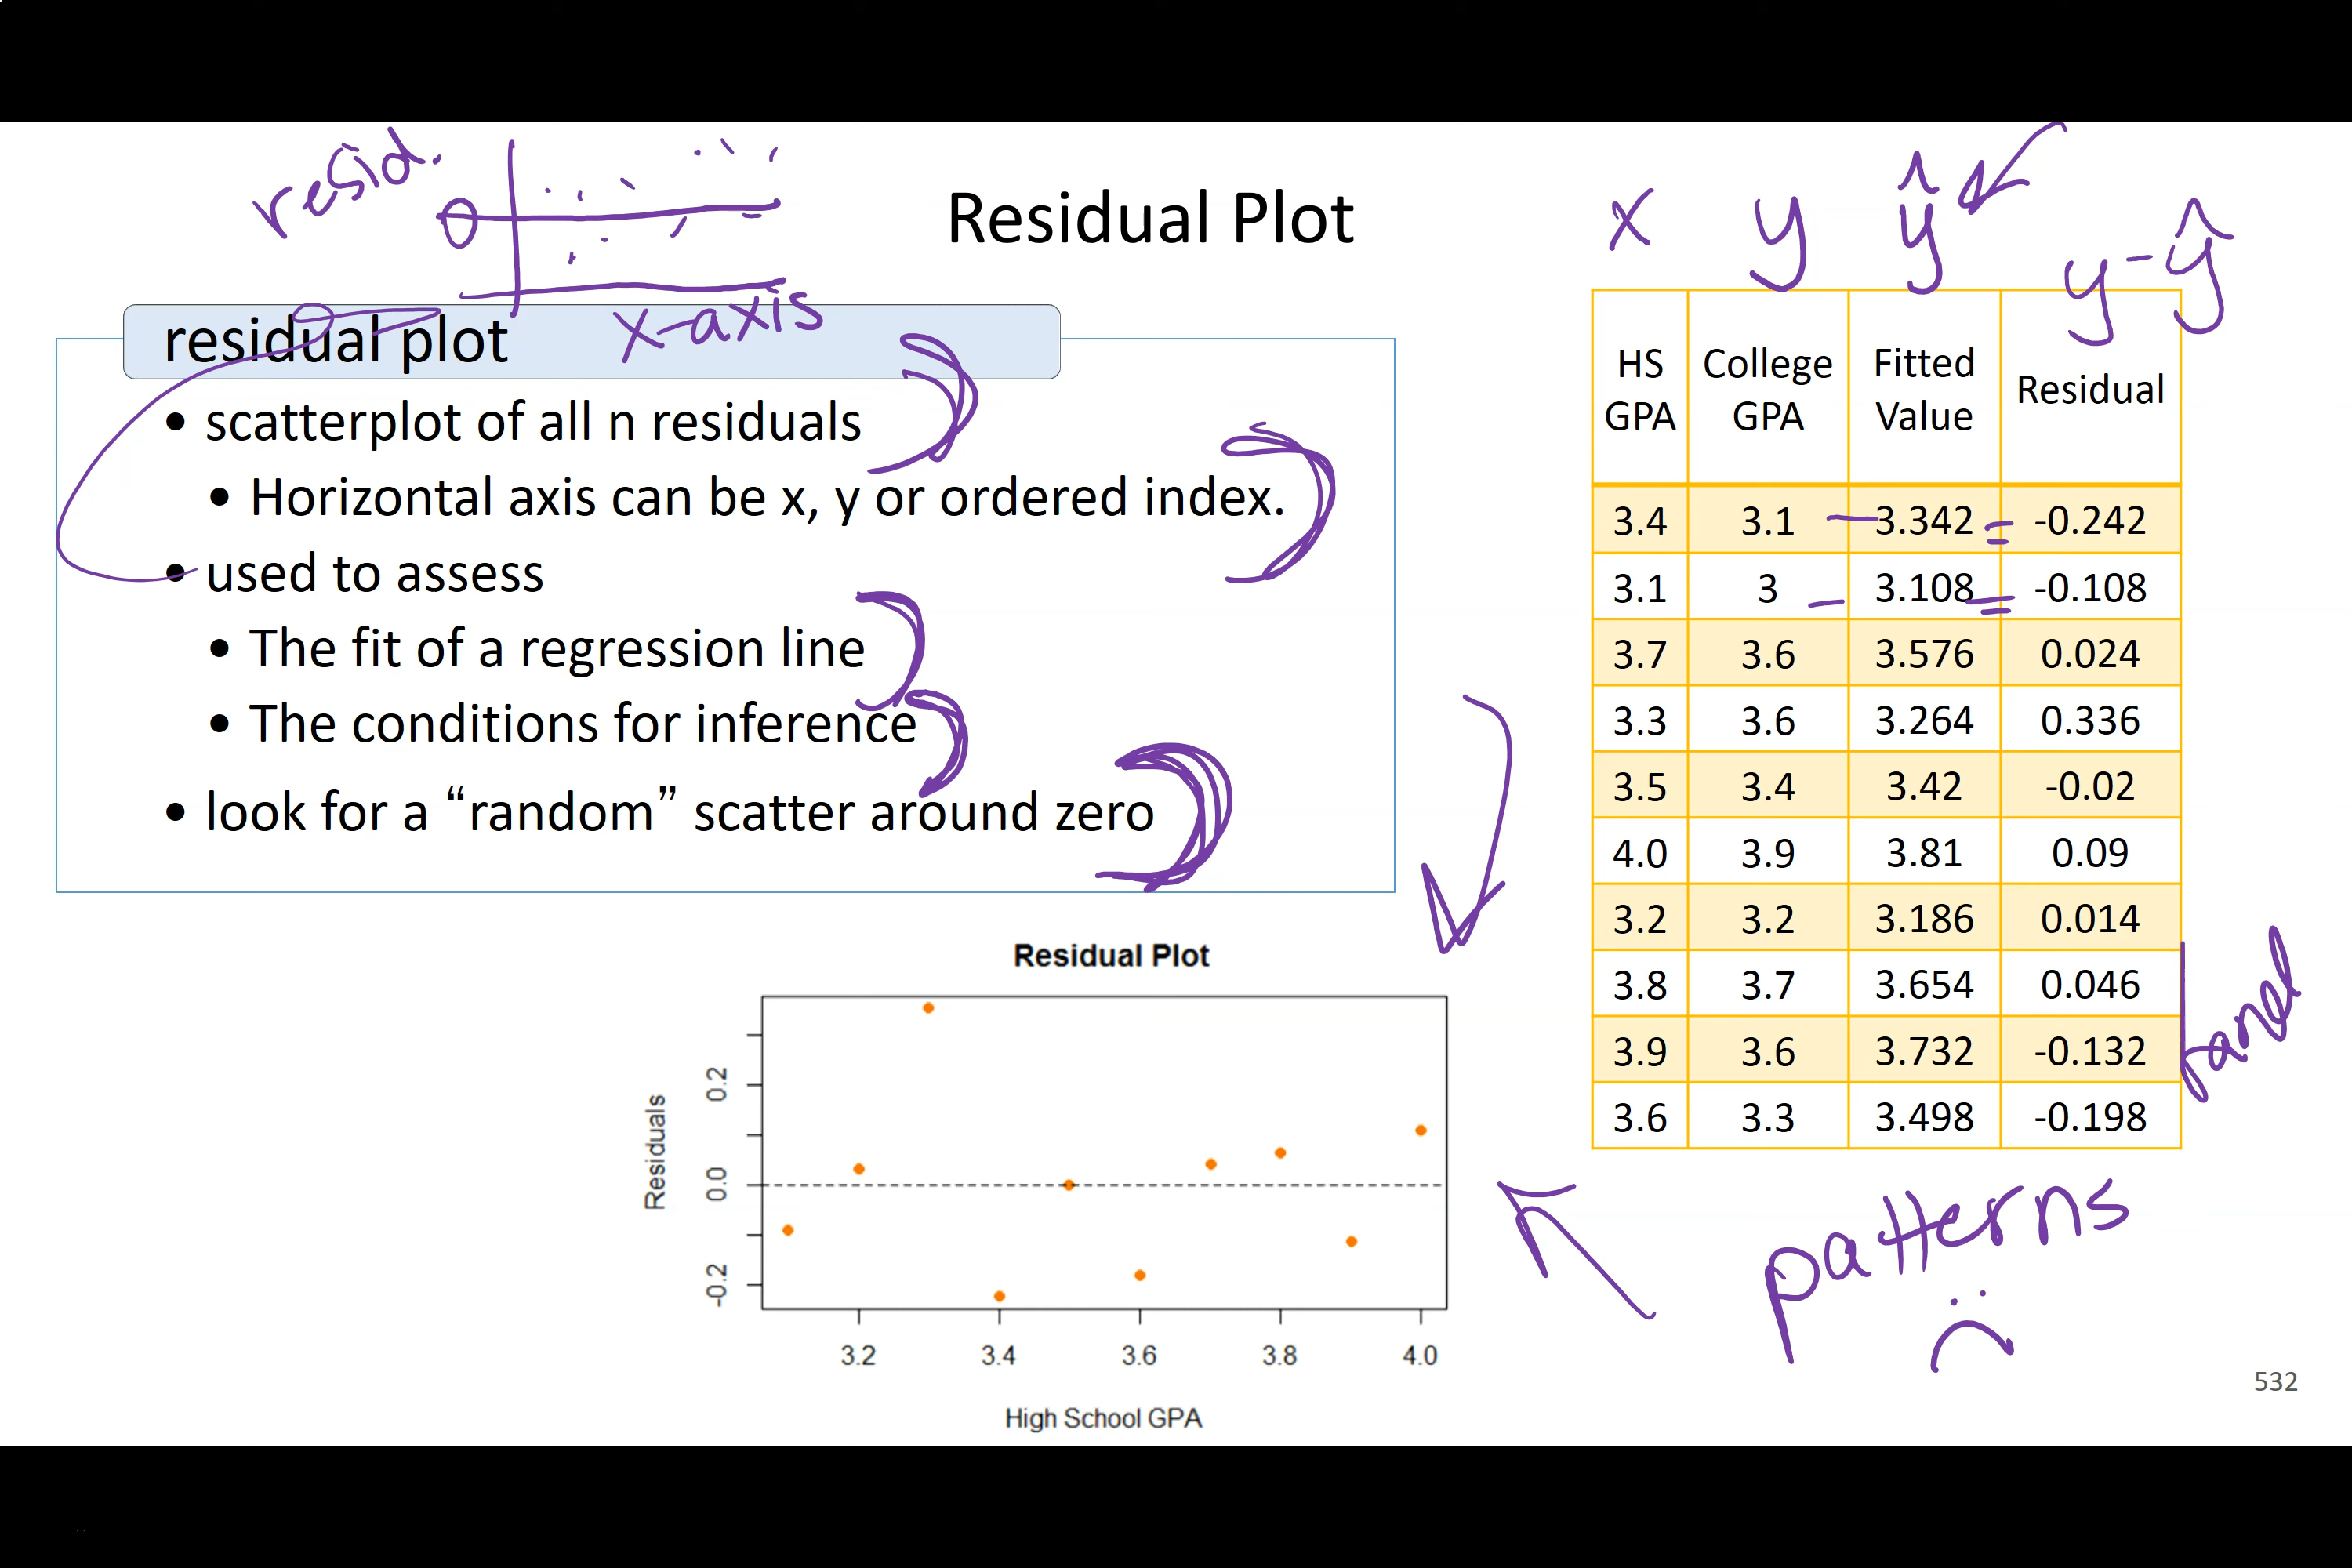 resid.
0
x-axis
Residual Plot
x y ŷ y-ŷ
residual plot
• scatterplot of all n residuals
• Horizontal axis can be x, y or ordered index.
• used to assess
• The fit of a regression line
• The conditions for inference
• look for a “random” scatter around zero
HS GPA College GPA Fitted Value Residual
3.4 3.1 - 3.342 = -0.242
3.1 3 - 3.108 = -0.108
3.7 3.6 3.576 0.024
3.3 3.6 3.264 0.336
3.5 3.4 3.42 -0.02
4.0 3.9 3.81 0.09
3.2 3.2 3.186 0.014
3.8 3.7 3.654 0.046
3.9 3.6 3.732 -0.132
3.6 3.3 3.498 -0.198
patterns
Residual Plot
Residuals
0.2
0.0
-0.2
3.2 3.4 3.6 3.8 4.0
High School GPA
532